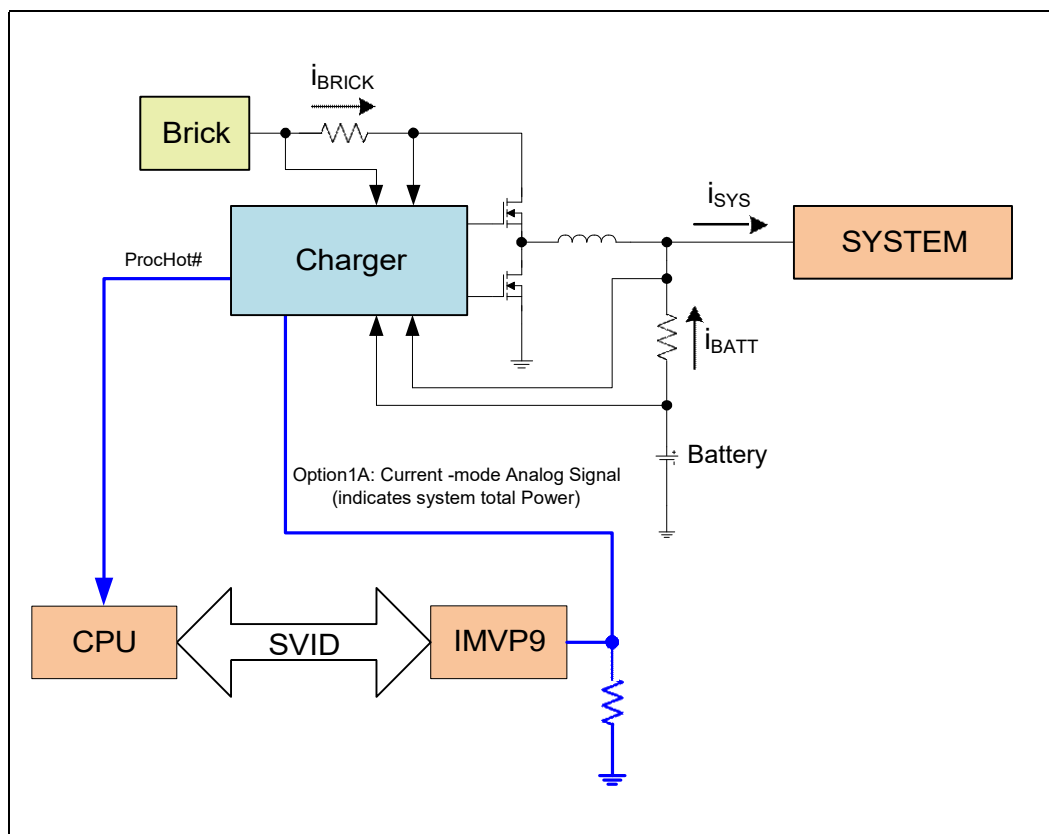 iBRICK
Brick
iSYS
SYSTEM
ProcHot#
Charger
iBATT
Battery
Option1A: Current -mode Analog Signal
(indicates system total Power)
CPU
SVID
IMVP9